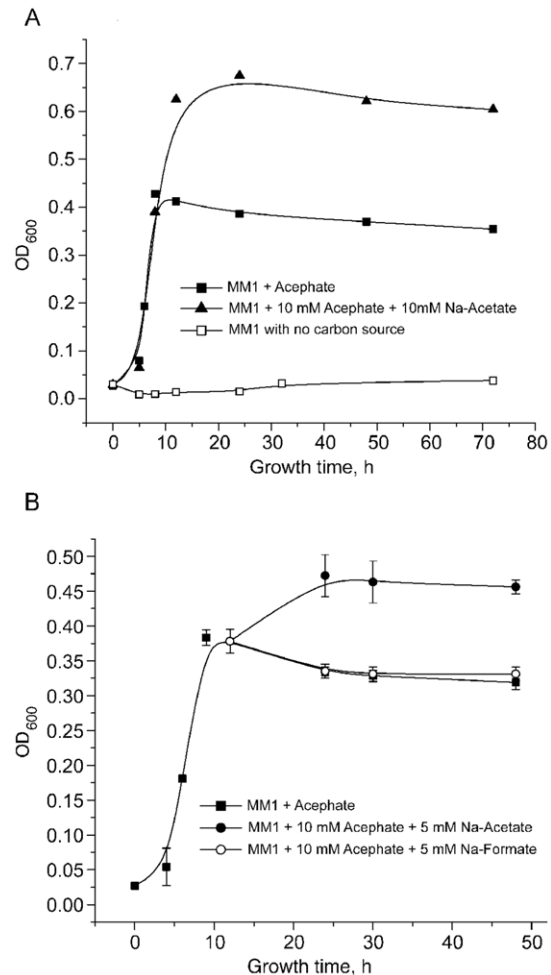 A
0.7
0.6
0.5
0.4
0.3
0.2
0.1
0.0
OD600
MM1 + Acephate
MM1 + 10 mM Acephate + 10mM Na-Acetate
MM1 with no carbon source
0 10 20 30 40 50 60 70 80
Growth time, h
B
0.50
0.45
0.40
0.35
0.30
0.25
0.20
0.15
0.10
0.05
0.00
OD600
MM1 + Acephate
MM1 + 10 mM Acephate + 5 mM Na-Acetate
MM1 + 10 mM Acephate + 5 mM Na-Formate
0 10 20 30 40 50
Growth time, h